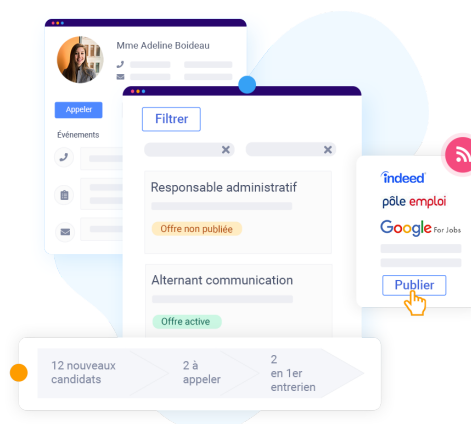 Mme Adeline Boideau
Appeler
Événements
Filtrer
Responsable administratif
Offre non publiée
Alternant communication
Offre active
indeed
pôle emploi
Google For Jobs
Publier
12 nouveaux
candidats
2 à
appeler
2
en 1er
entrerien